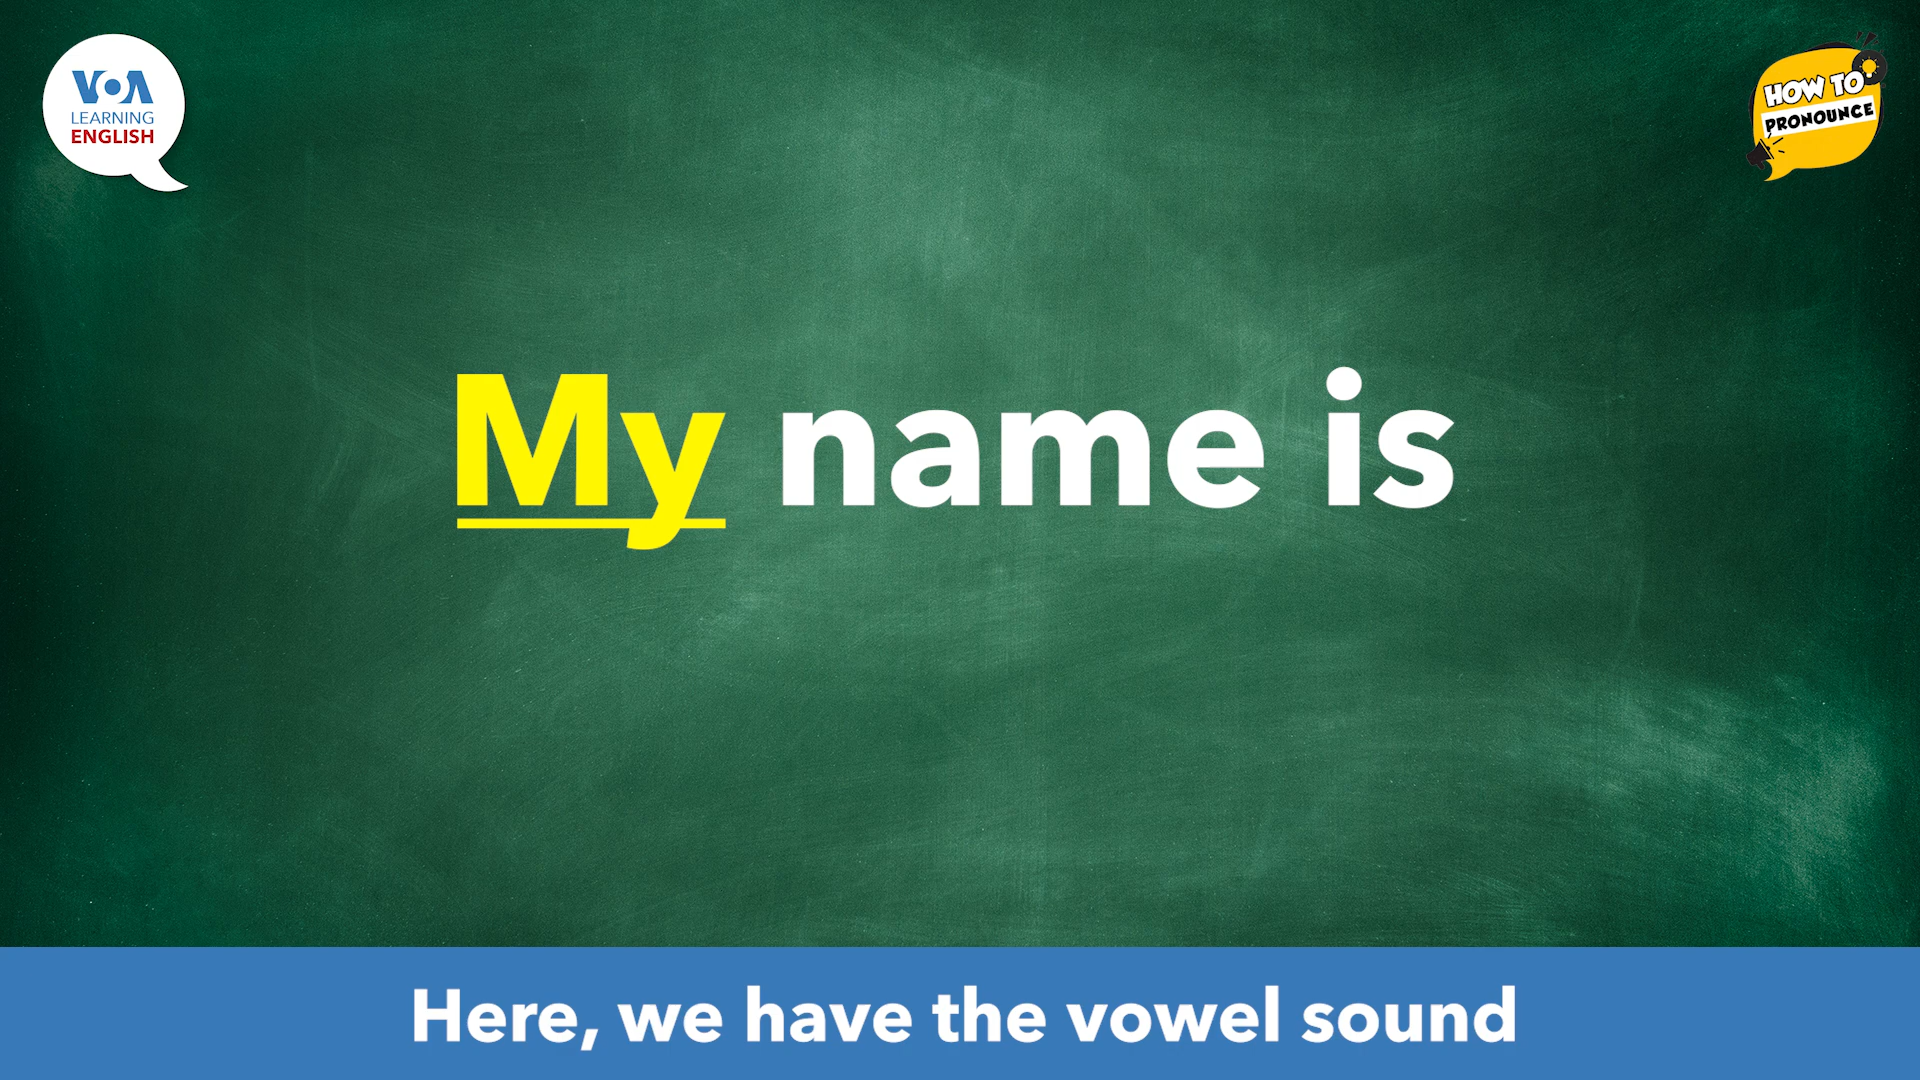 VOA
LEARNING
ENGLISH
HOW TO
PRONOUNCE
My name is
Here, we have the vowel sound